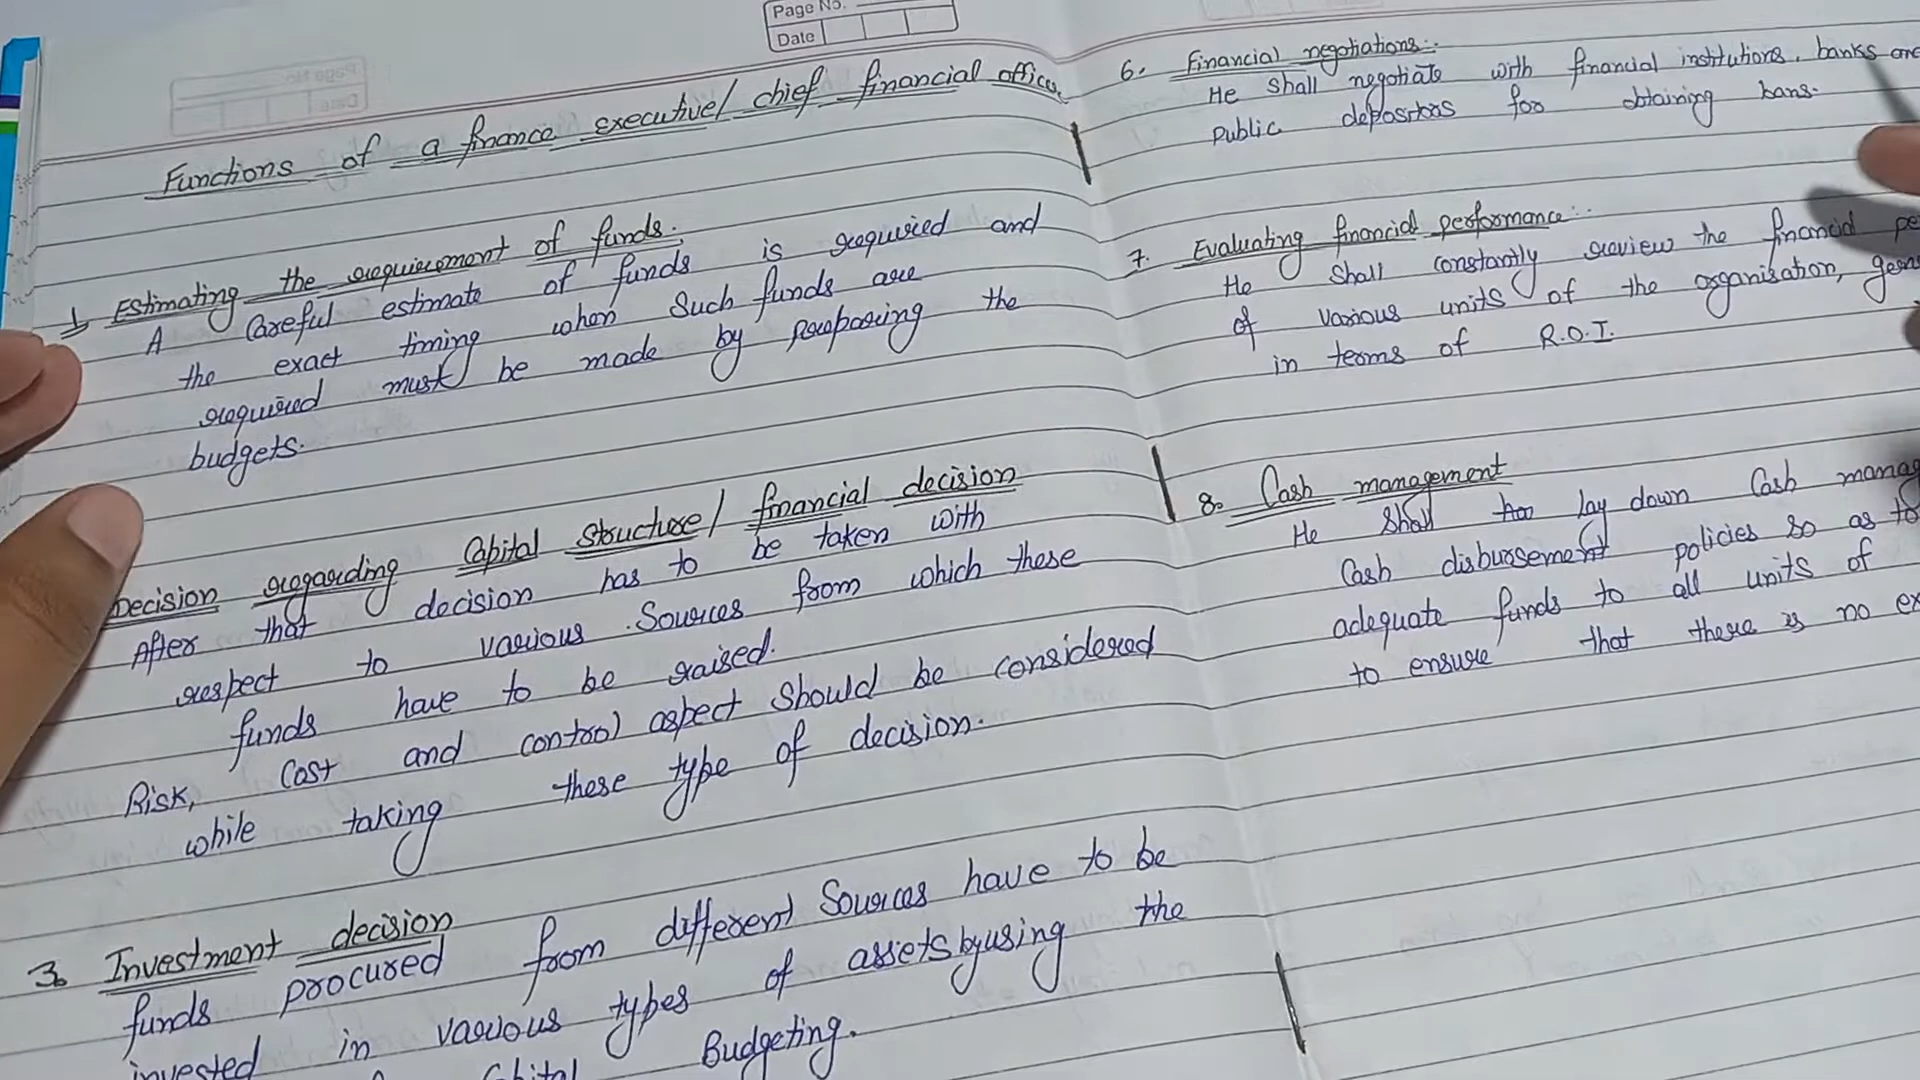 Page No.
Date
Functions of a finance executive/ chief financial office
1 Estimating the requirement of funds.
A careful estimate of funds is required and
the exact timing when such funds are
required must be made by preparing the
budgets.
Decision regarding Capital Structure/ financial decision
After that decision has to be taken with
respect to various sources from which these
funds have to be raised.
Risk, Cost and control aspect should be considered
while taking these type of decision.
3. Investment decision
funds procured from different Sources have to be
invested in various types of assets by using the
Capital Budgeting.
6. Financial negotiations:-
He shall negotiate with financial institutions, banks and
public depositors for obtaining loans.
7. Evaluating financial performance:-
He shall constantly review the financial pe
of various units of the organisation, gen
in terms of R.O.I.
8. Cash management
He shall lay down Cash manag
Cash disbursement policies so as to
adequate funds to all units of
to ensure that there is no ex